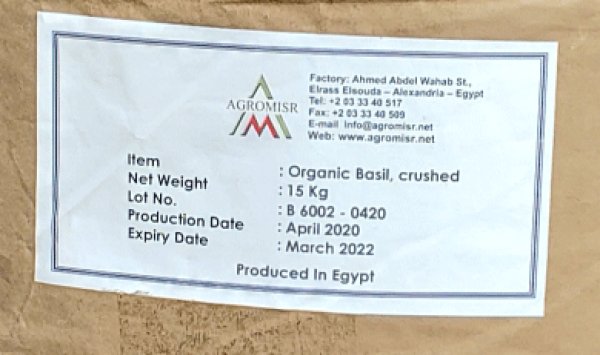 AGROMISR
Factory: Ahmed Abdel Wahab St.,
Elrass Elsouda – Alexandria – Egypt
Tel: +2 03 33 40 517
Fax: +2 03 33 40 509
E-mail Info@agromisr.net
Web: www.agromisr.net
Item : Organic Basil, crushed
Net Weight : 15 Kg
Lot No. : B 6002 - 0420
Production Date : April 2020
Expiry Date : March 2022
Produced In Egypt